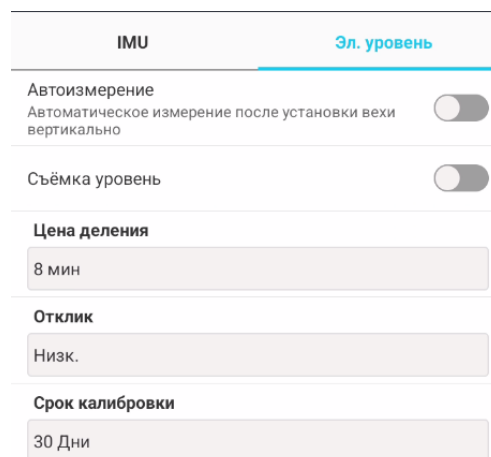 IMU
Эл. уровень
Автоизмерение
Автоматическое измерение после установки вехи
вертикально
Съёмка уровень
Цена деления
8 мин
Отклик
Низк.
Срок калибровки
30 Дни